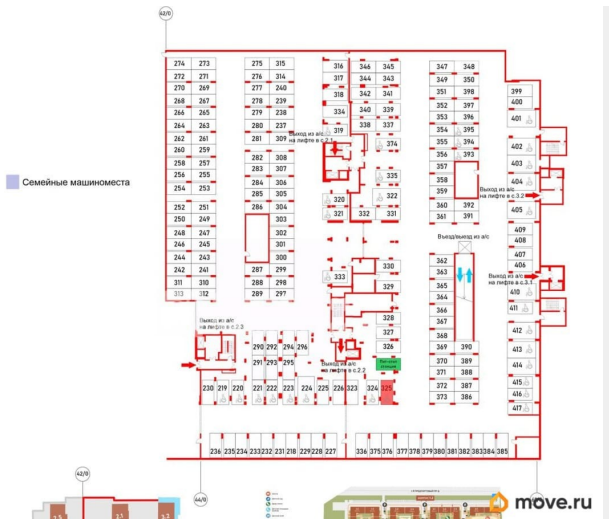 42/0
274 273 275 315 316 346 345 347 348
272 271 276 314 317 344 343 349 350
270 269 277 240 318 342 341 351 398 399
268 267 278 239 352 397 400
266 265 279 238 334 340 339 353 396 401
264 263 280 237 319 338 337 354 395
262 261 281 309 Выход из а/с на лифте в с.2.1 374 355 394 402
260 259 356 393
258 257 282 308 335 357 403
256 255 283 307 358 404
Семейные машиноместа
254 253 284 306 322 359 Выход из а/с на лифте в с.3.2
285 305 320
252 251 286 304 321 332 331 360 392 405
250 249 303 361 391
248 247 302 409
246 245 301 Въезд/выезд из а/с 408
244 243 300 407
242 241 287 299 330 362 406
311 310 288 298 333 363 Выход из а/с на лифте в с.3.1
313 312 289 297 329 365 410
364
328 366 411
Выход из а/с на лифте в с.2.3
327 367 412
290 292 294 296 326 368 413
291 293 295 Выход из а/с на лифте в с.2.2 369 390 414
370 389
371 388
230 219 220 221 222 223 224 225 226 323 324 325 372 387 415
373 386 416
417
236 235 234 233 232 231 218 229 228 227 336 375 376 377 379 378 380 381 382 383 384 385
42/0
44/0
2.1
move.ru